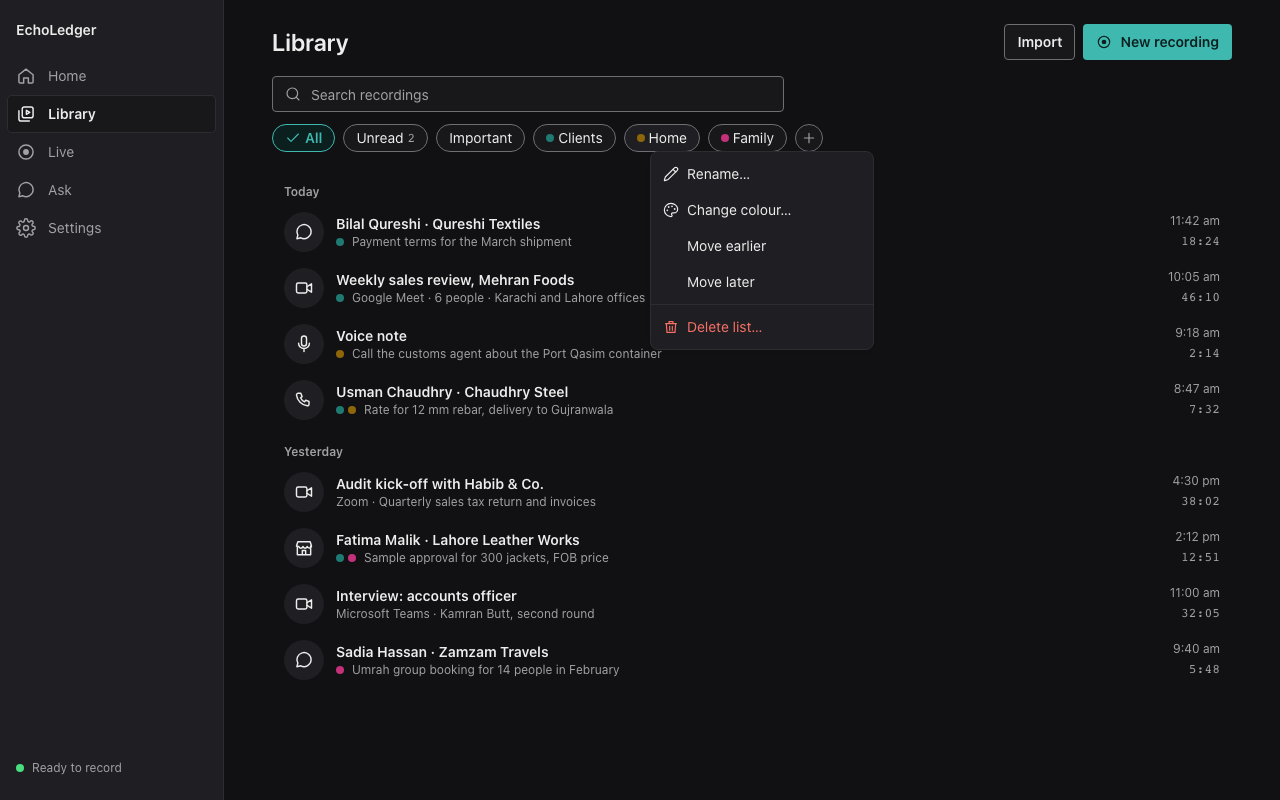 EchoLedger
Home
Library
Live
Ask
Settings
Ready to record
Library
Import
New recording
Search recordings
All
Unread 2
Important
Clients
Home
Family
Rename...
Change colour...
Move earlier
Move later
Delete list...
Today
Bilal Qureshi · Qureshi Textiles
Payment terms for the March shipment
11:42 am
18:24
Weekly sales review, Mehran Foods
Google Meet · 6 people · Karachi and Lahore offices
10:05 am
46:10
Voice note
Call the customs agent about the Port Qasim container
9:18 am
2:14
Usman Chaudhry · Chaudhry Steel
Rate for 12 mm rebar, delivery to Gujranwala
8:47 am
7:32
Yesterday
Audit kick-off with Habib & Co.
Zoom · Quarterly sales tax return and invoices
4:30 pm
38:02
Fatima Malik · Lahore Leather Works
Sample approval for 300 jackets, FOB price
2:12 pm
12:51
Interview: accounts officer
Microsoft Teams · Kamran Butt, second round
11:00 am
32:05
Sadia Hassan · Zamzam Travels
Umrah group booking for 14 people in February
9:40 am
5:48